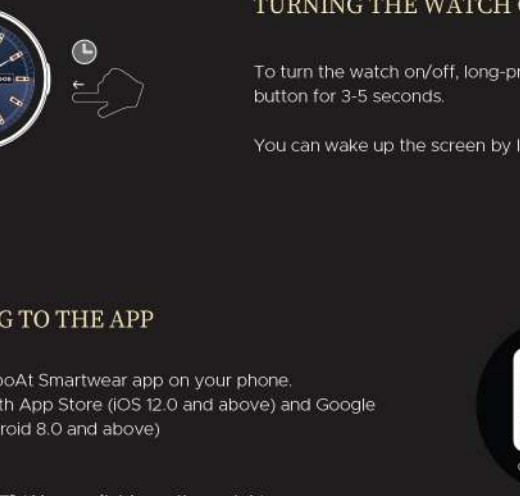 TURNING THE WATCH
To turn the watch on/off, long-
button for 3-5 seconds.
You can wake up the screen by
G TO THE APP
oAt Smartwear app on your phone.
th App Store (iOS 12.0 and above) and Google
roid 8.0 and above)